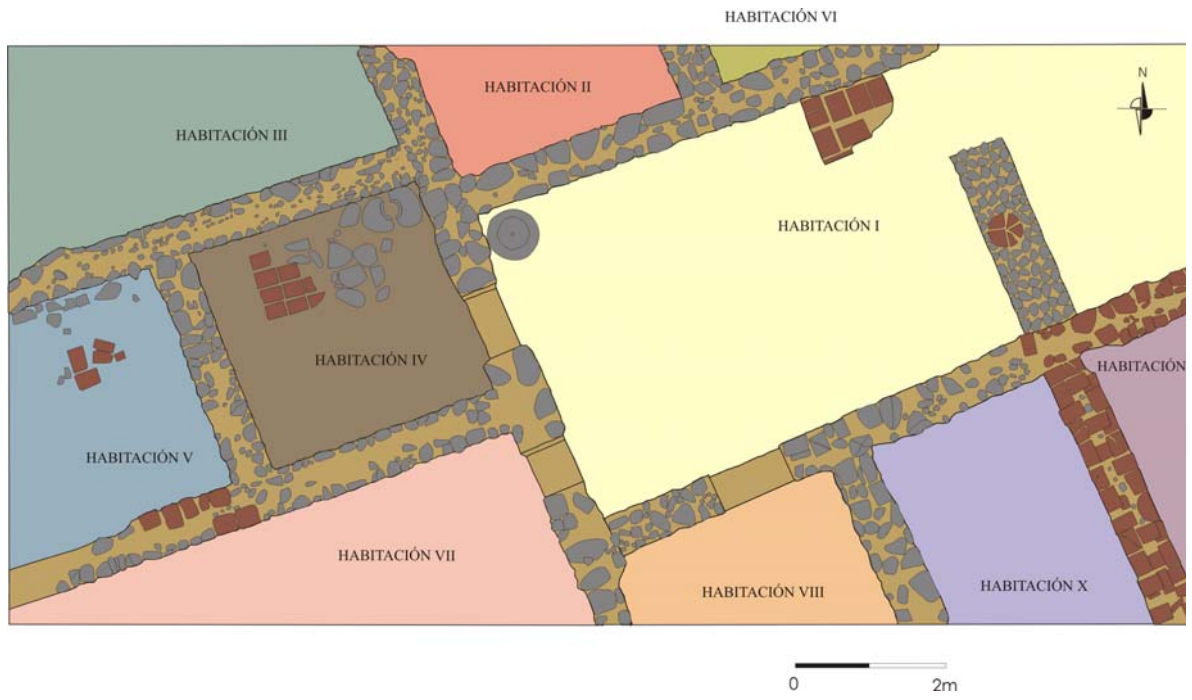 HABITACIÓN VI
HABITACIÓN II
N
HABITACIÓN III
HABITACIÓN I
HABITACIÓN IV
HABITACIÓN
HABITACIÓN V
HABITACIÓN VII
HABITACIÓN VIII
HABITACIÓN X
0 2m